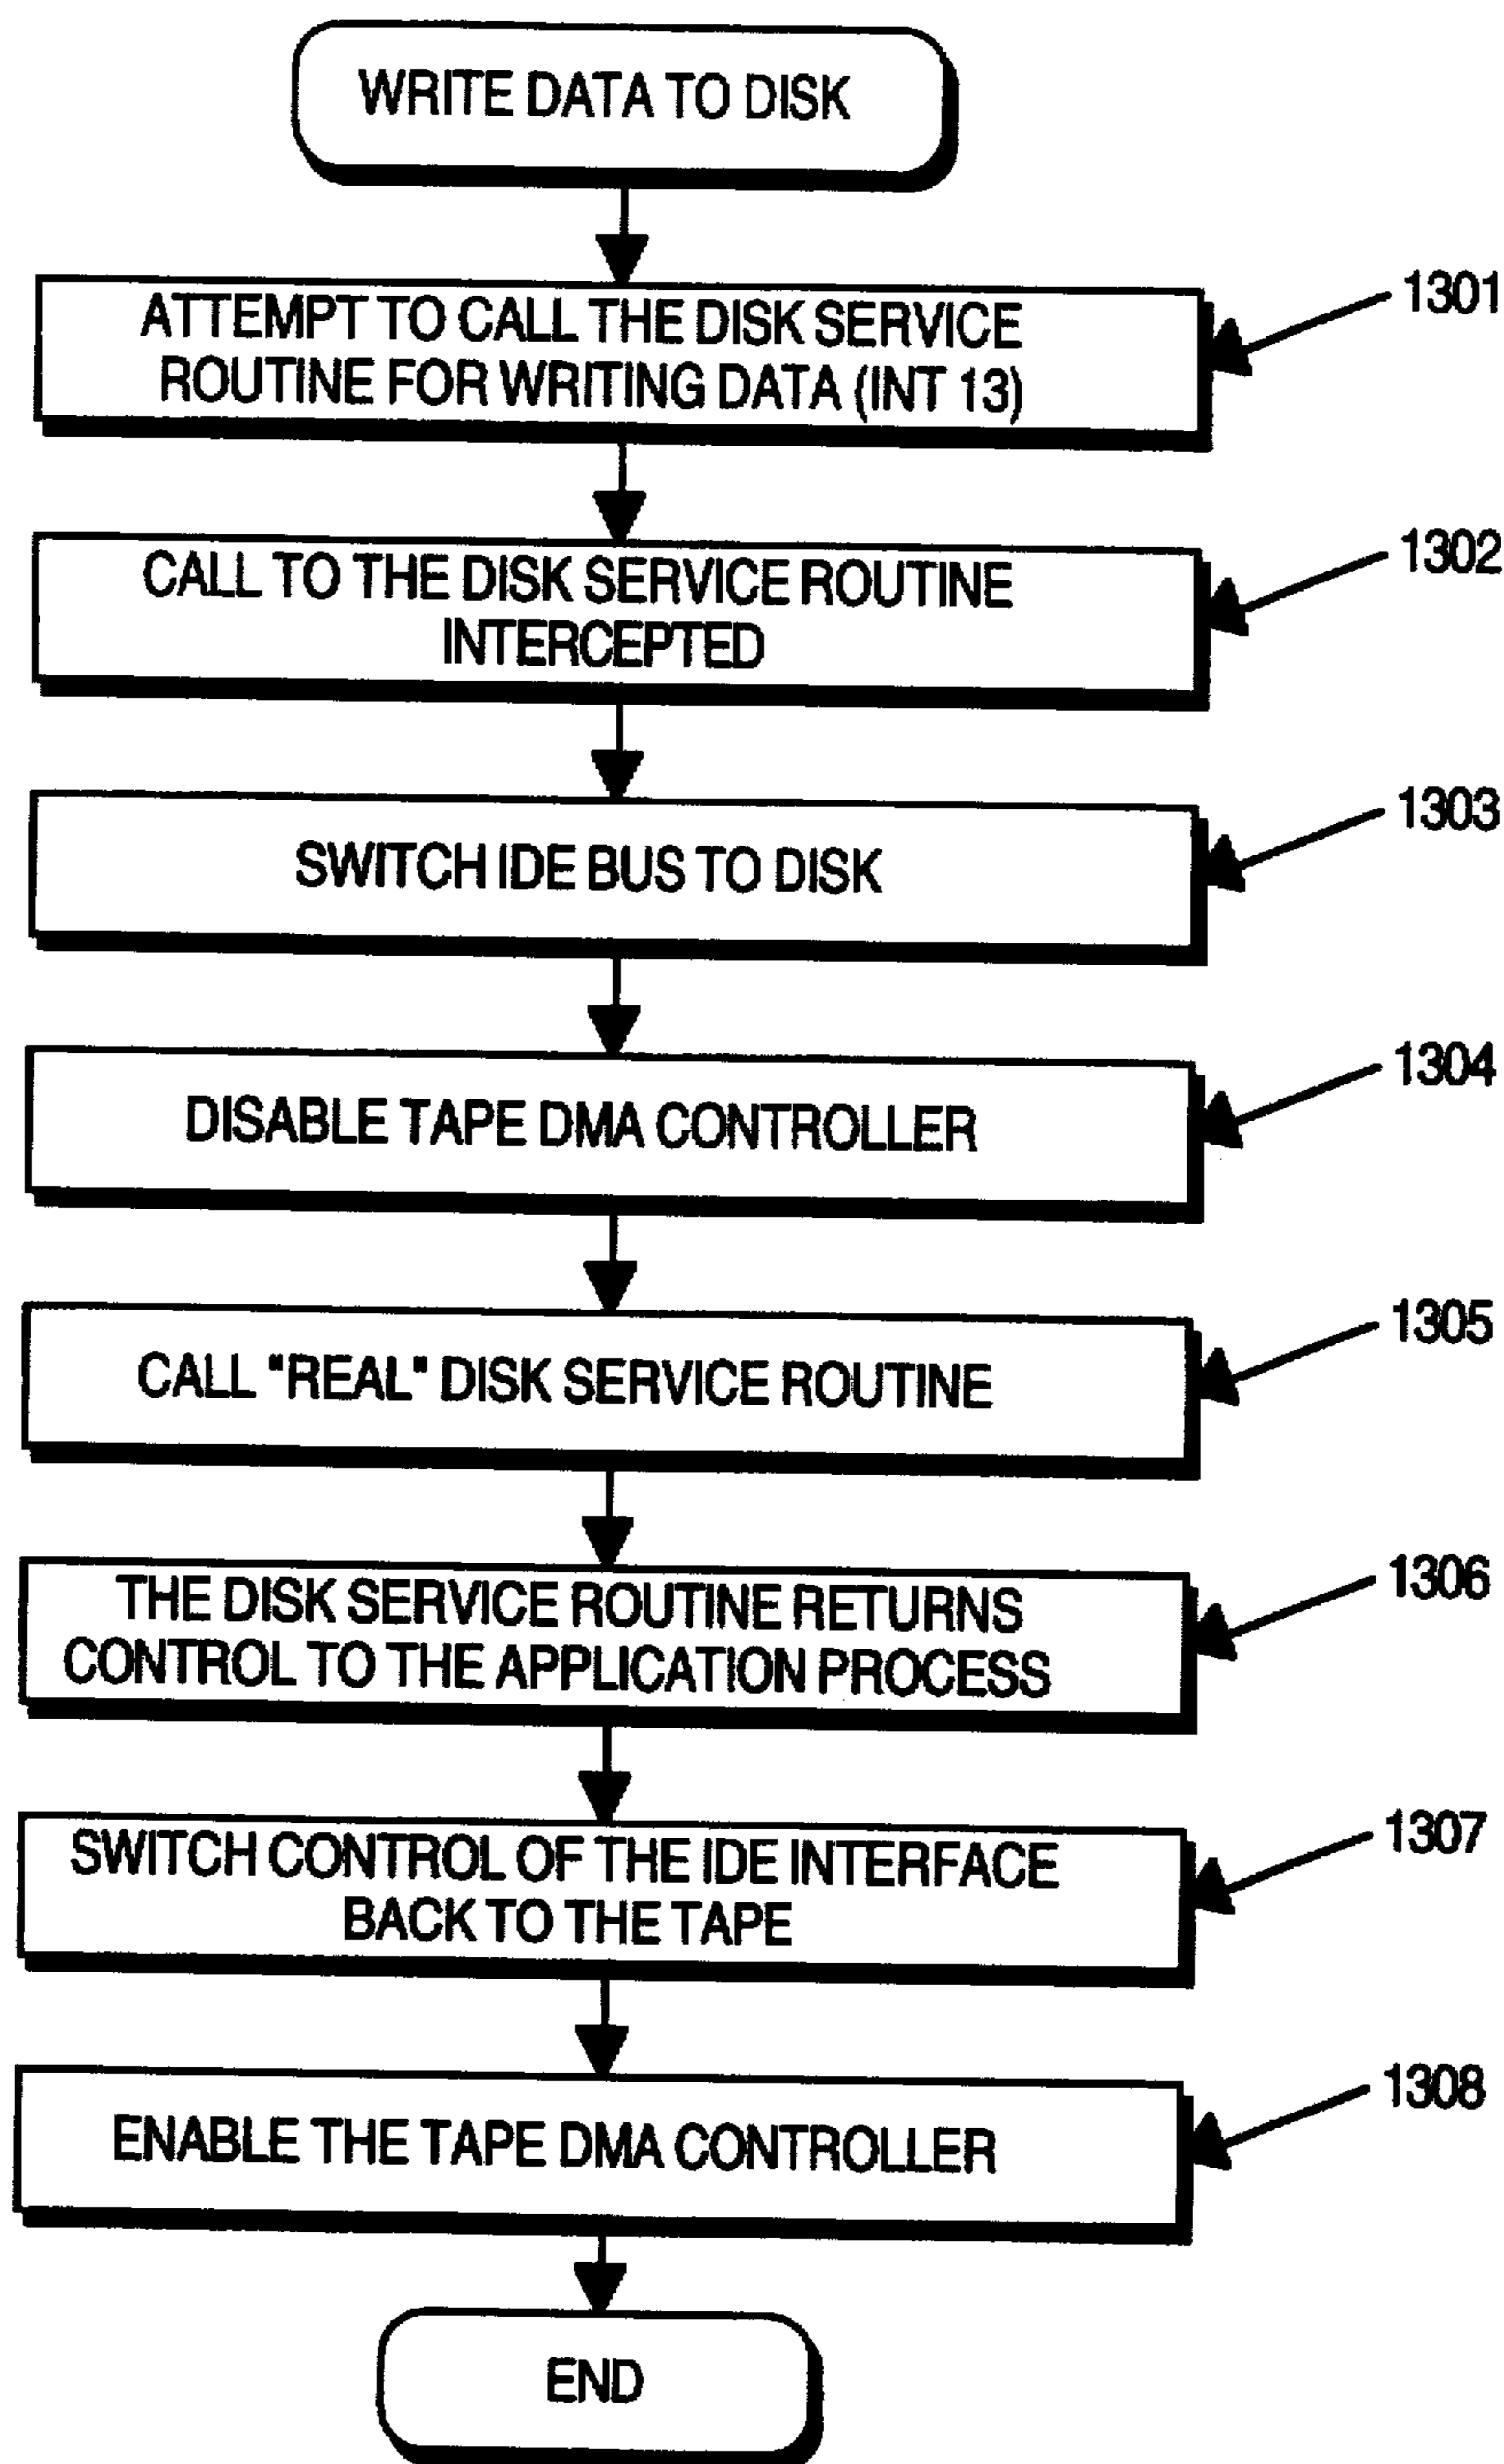 WRITE DATA TO DISK
ATTEMPT TO CALL THE DISK SERVICE
ROUTINE FOR WRITING DATA (INT 13)
1301
CALL TO THE DISK SERVICE ROUTINE
INTERCEPTED
1302
SWITCH IDE BUS TO DISK
1303
DISABLE TAPE DMA CONTROLLER
1304
CALL "REAL" DISK SERVICE ROUTINE
1305
THE DISK SERVICE ROUTINE RETURNS
CONTROL TO THE APPLICATION PROCESS
1306
SWITCH CONTROL OF THE IDE INTERFACE
BACK TO THE TAPE
1307
ENABLE THE TAPE DMA CONTROLLER
1308
END